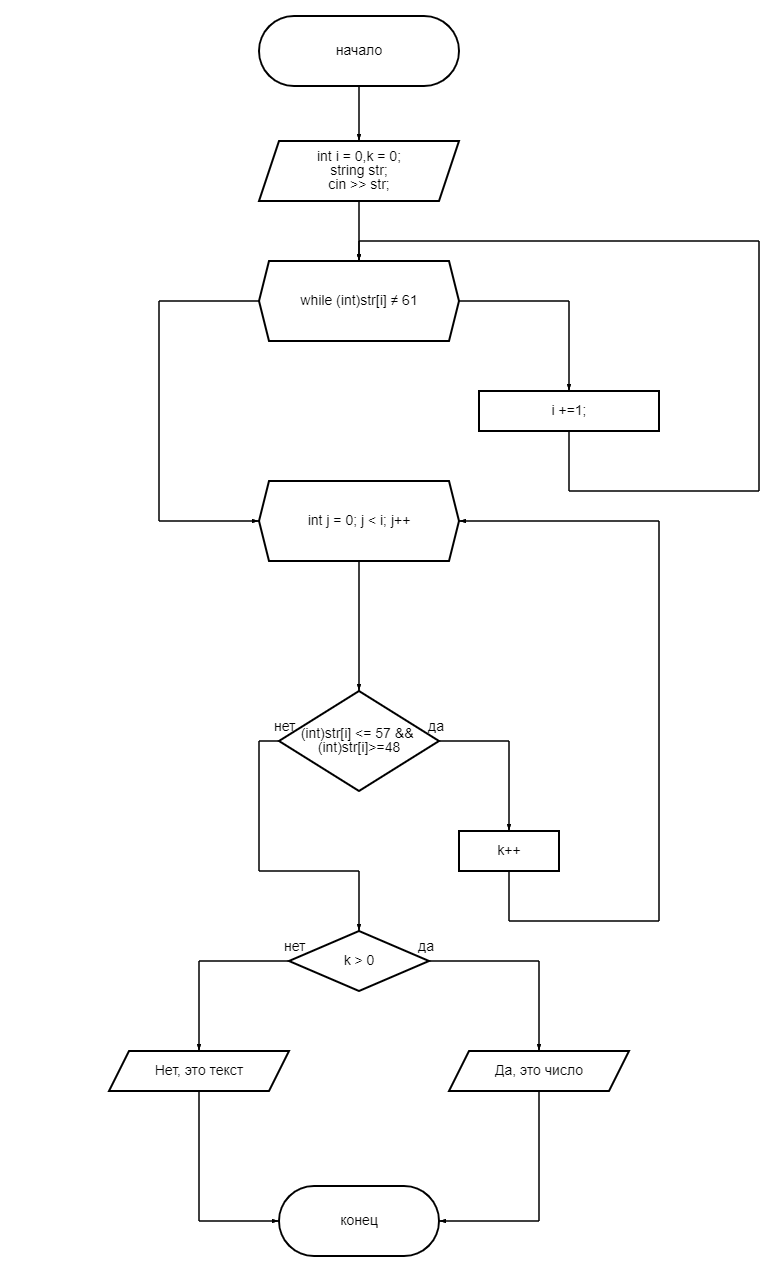 начало
int i = 0,k = 0;
string str;
cin >> str;
while (int)str[i] ≠ 61
i +=1;
int j = 0; j < i; j++
нет
(int)str[i] <= 57 &&
(int)str[i]>=48
да
k++
нет
k > 0
да
Нет, это текст
Да, это число
конец